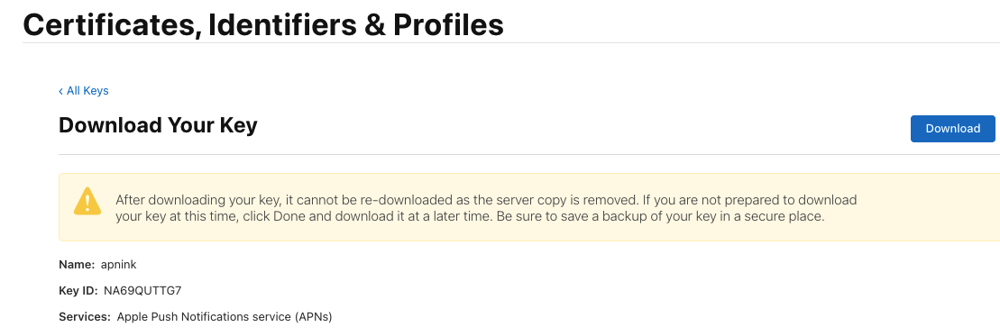 Certificates, Identifiers & Profiles
‹ All Keys
Download Your Key
Download
After downloading your key, it cannot be re-downloaded as the server copy is removed. If you are not prepared to download
your key at this time, click Done and download it at a later time. Be sure to save a backup of your key in a secure place.
Name: apnink
Key ID: NA69QUTTG7
Services: Apple Push Notifications service (APNs)